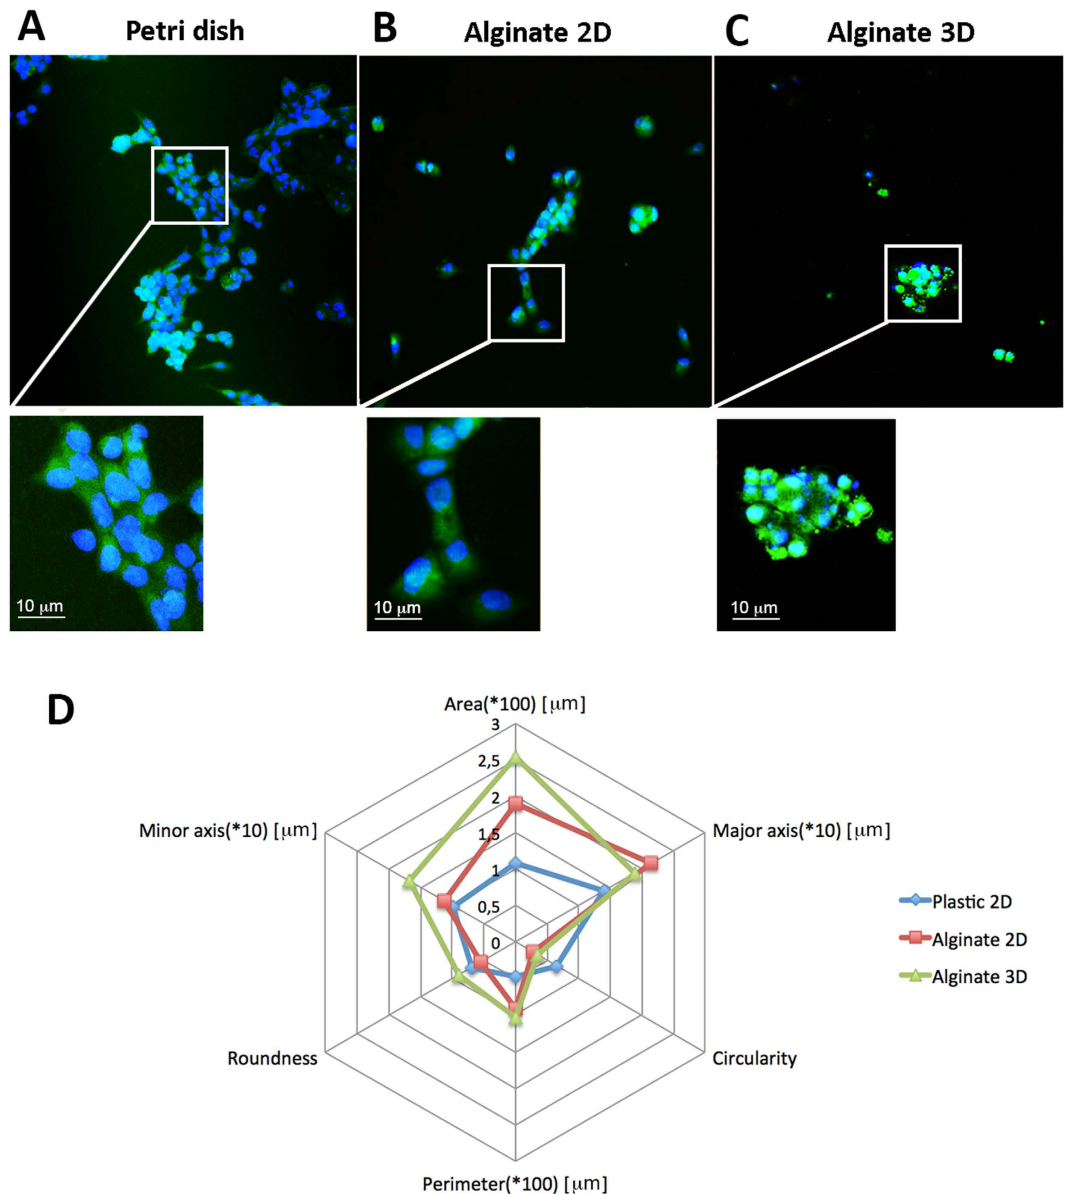 A Petri dish
B Alginate 2D
C Alginate 3D
10 μm
10 μm
10 μm
D
Area(*100) [μm]
3
2,5
2
1,5
1
0,5
0
Minor axis(*10) [μm]
Major axis(*10) [μm]
Plastic 2D
Alginate 2D
Alginate 3D
Roundness
Circularity
Perimeter(*100) [μm]